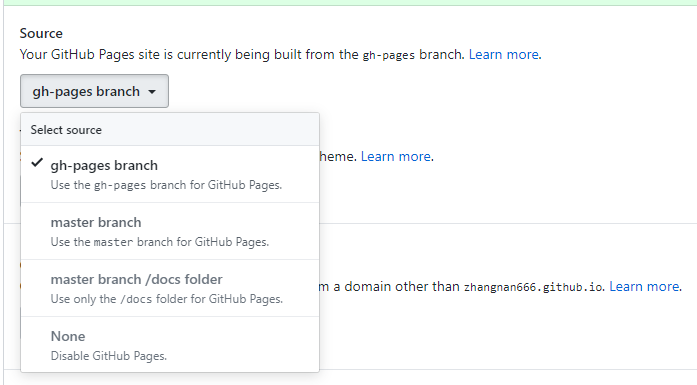 Source
Your GitHub Pages site is currently being built from the gh-pages branch. Learn more.
gh-pages branch
Select source
gh-pages branch
Use the gh-pages branch for GitHub Pages.
heme. Learn more.
master branch
Use the master branch for GitHub Pages.
master branch /docs folder
Use only the /docs folder for GitHub Pages.
m a domain other than zhangnan666.github.io. Learn more.
None
Disable GitHub Pages.